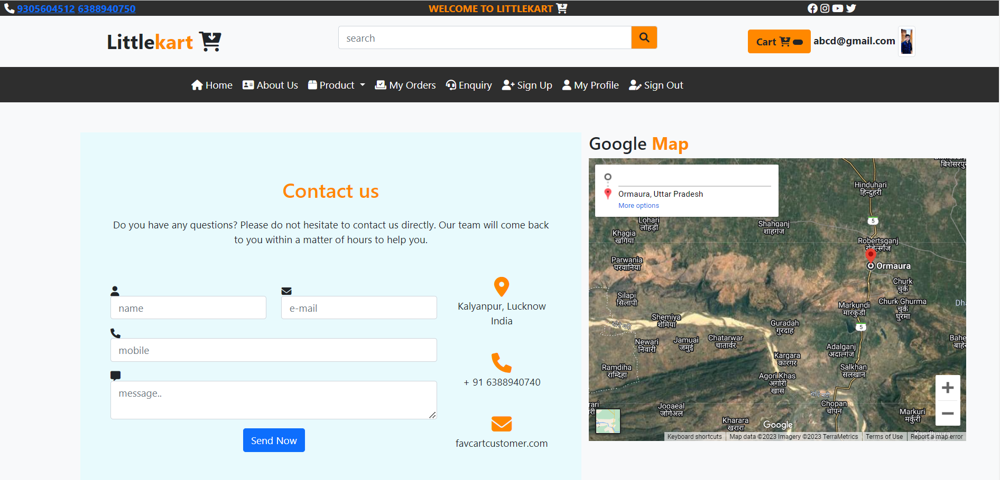 9305604512 6388940750
WELCOME TO LITTLEKART
Littlekart
search
Cart
abcd@gmail.com
Home
About Us
Product
My Orders
Enquiry
Sign Up
My Profile
Sign Out
Contact us
Do you have any questions? Please do not hesitate to contact us directly. Our team will come back
to you within a matter of hours to help you.
name
e-mail
mobile
message..
Send Now
Kalyanpur, Lucknow
India
+ 91 6388940740
favcartcustomer.com
Google Map
Ormaura, Uttar Pradesh
More options
Hinduhari
हिन्दुहरी
5
Lohari
लोहड़ी
Shahganj
शाहगंज
Khagia
खगिया
Robertsganj
रोबेर्ट्सगंज
Parwania
परवानिया
Ormaura
Churk
चुर्क
Silapi
सिलापी
Markundi
मारकुंडी
Churk Ghurma
चुर्क
घुरमा
Shemiya
शेमिया
Guradah
गुरदाह
5
Newari
निवारी
Jamuai
जमुई
Chatarwar
चातार्वर
Adalganj
अदाल्गंज
Kargara
कारगर
Ramdiha
राम्दिहा
Salkhan
सलखान
Agori Khas
अगोरी
खास
Chopan
चोपन
Jogaeal
जोगेअल
Markuri
मर्कुरी
Kharara
खरारा
Google
Keyboard shortcuts
Map data ©2023 Imagery ©2023 TerraMetrics
Terms of Use
Report a map error